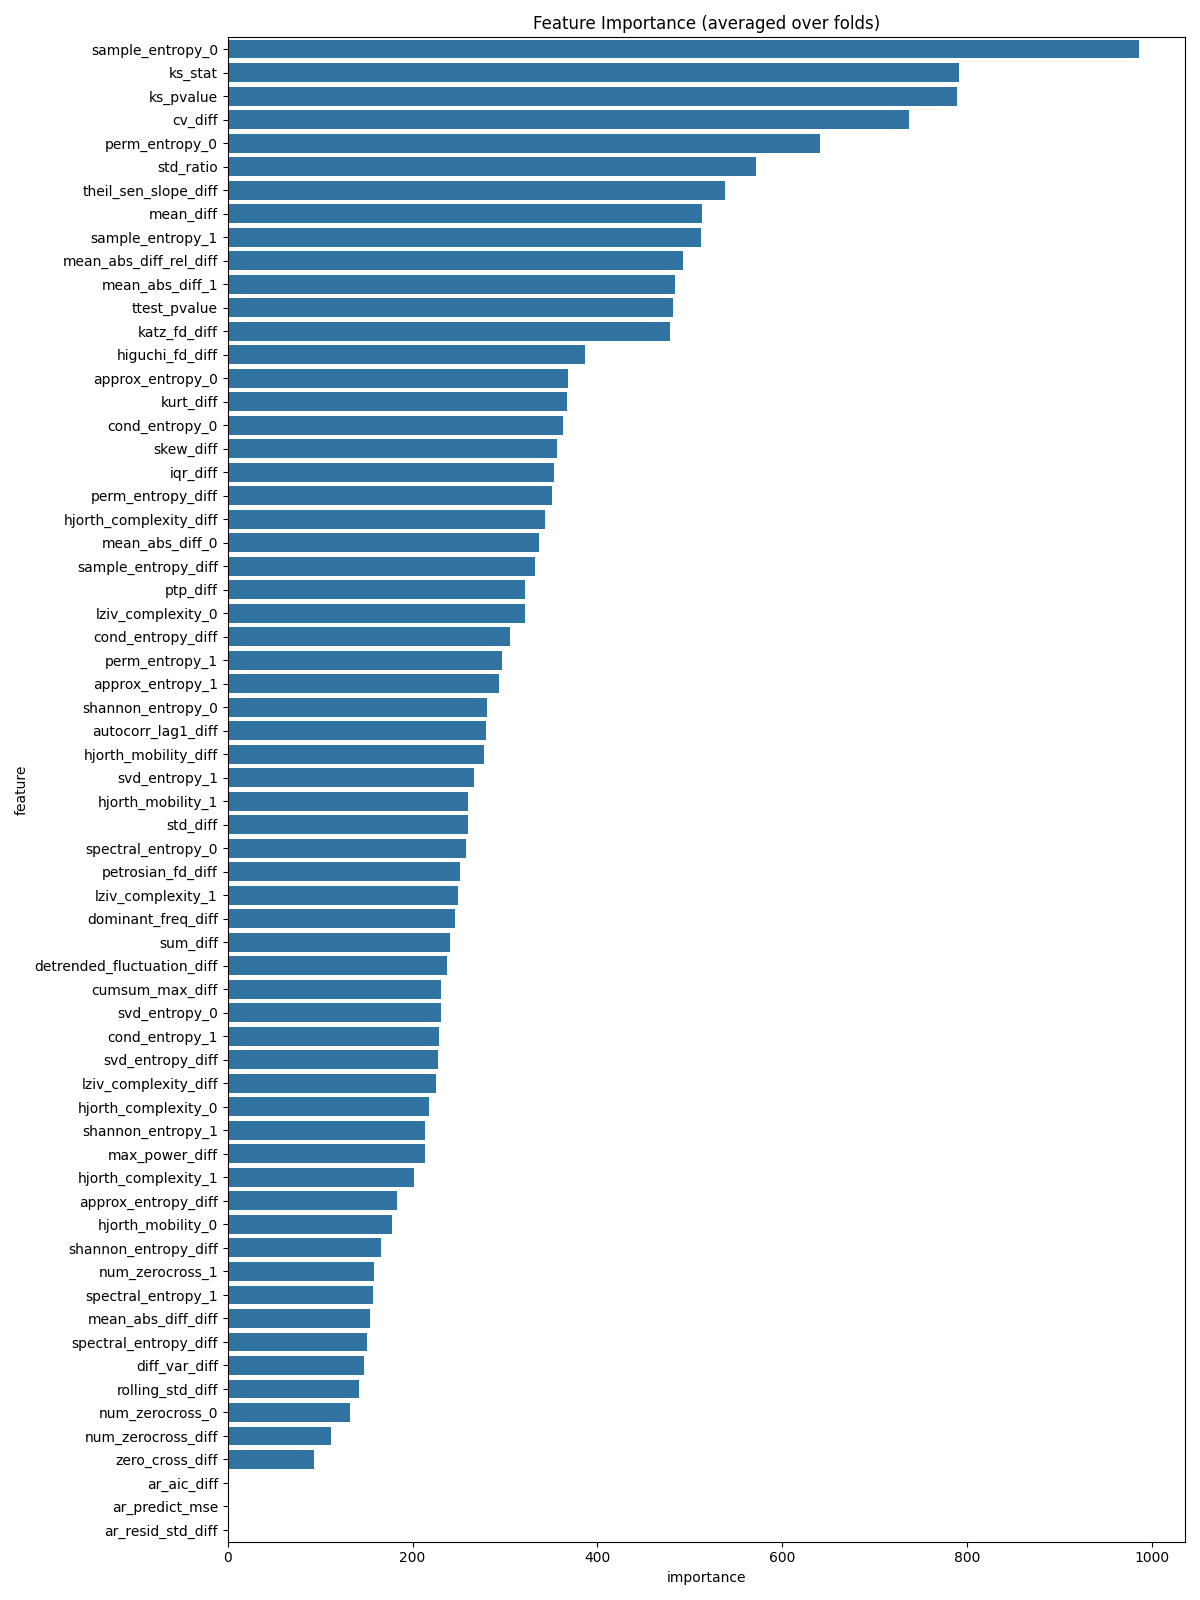 Feature Importance (averaged over folds)
sample_entropy_0
ks_stat
ks_pvalue
cv_diff
perm_entropy_0
std_ratio
theil_sen_slope_diff
mean_diff
sample_entropy_1
mean_abs_diff_rel_diff
mean_abs_diff_1
ttest_pvalue
katz_fd_diff
higuchi_fd_diff
approx_entropy_0
kurt_diff
cond_entropy_0
skew_diff
iqr_diff
perm_entropy_diff
hjorth_complexity_diff
mean_abs_diff_0
sample_entropy_diff
ptp_diff
lziv_complexity_0
cond_entropy_diff
perm_entropy_1
approx_entropy_1
shannon_entropy_0
autocorr_lag1_diff
hjorth_mobility_diff
svd_entropy_1
hjorth_mobility_1
std_diff
spectral_entropy_0
petrosian_fd_diff
lziv_complexity_1
dominant_freq_diff
sum_diff
detrended_fluctuation_diff
cumsum_max_diff
svd_entropy_0
cond_entropy_1
svd_entropy_diff
lziv_complexity_diff
hjorth_complexity_0
shannon_entropy_1
max_power_diff
hjorth_complexity_1
approx_entropy_diff
hjorth_mobility_0
shannon_entropy_diff
num_zerocross_1
spectral_entropy_1
mean_abs_diff_diff
spectral_entropy_diff
diff_var_diff
rolling_std_diff
num_zerocross_0
num_zerocross_diff
zero_cross_diff
ar_aic_diff
ar_predict_mse
ar_resid_std_diff
feature
0 200 400 600 800 1000
importance